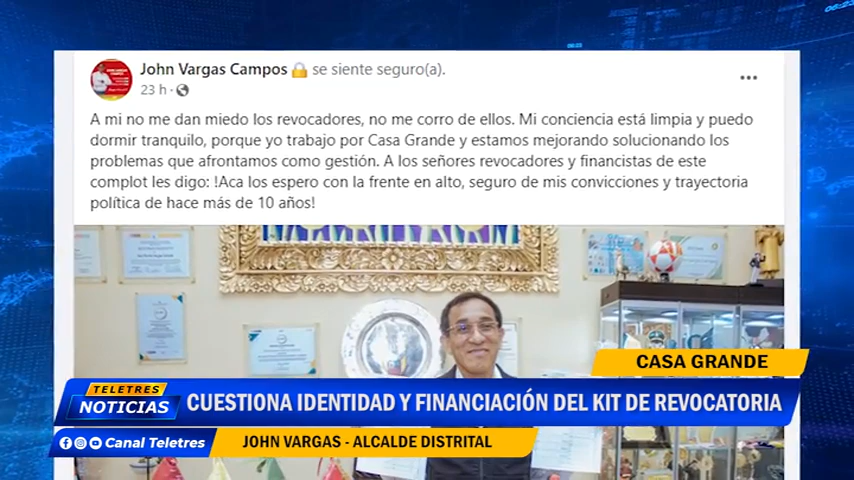 John Vargas Campos 🔒 se siente seguro(a).
23 h ·
A mi no me dan miedo los revocadores, no me corro de ellos. Mi conciencia está limpia y puedo
dormir tranquilo, porque yo trabajo por Casa Grande y estamos mejorando solucionando los
problemas que afrontamos como gestión. A los señores revocadores y financistas de este
complot les digo: !Aca los espero con la frente en alto, seguro de mis convicciones y trayectoria
política de hace más de 10 años!
CASA GRANDE
TELETRES
NOTICIAS
CUESTIONA IDENTIDAD Y FINANCIACIÓN DEL KIT DE REVOCATORIA
Canal Teletres
JOHN VARGAS - ALCALDE DISTRITAL